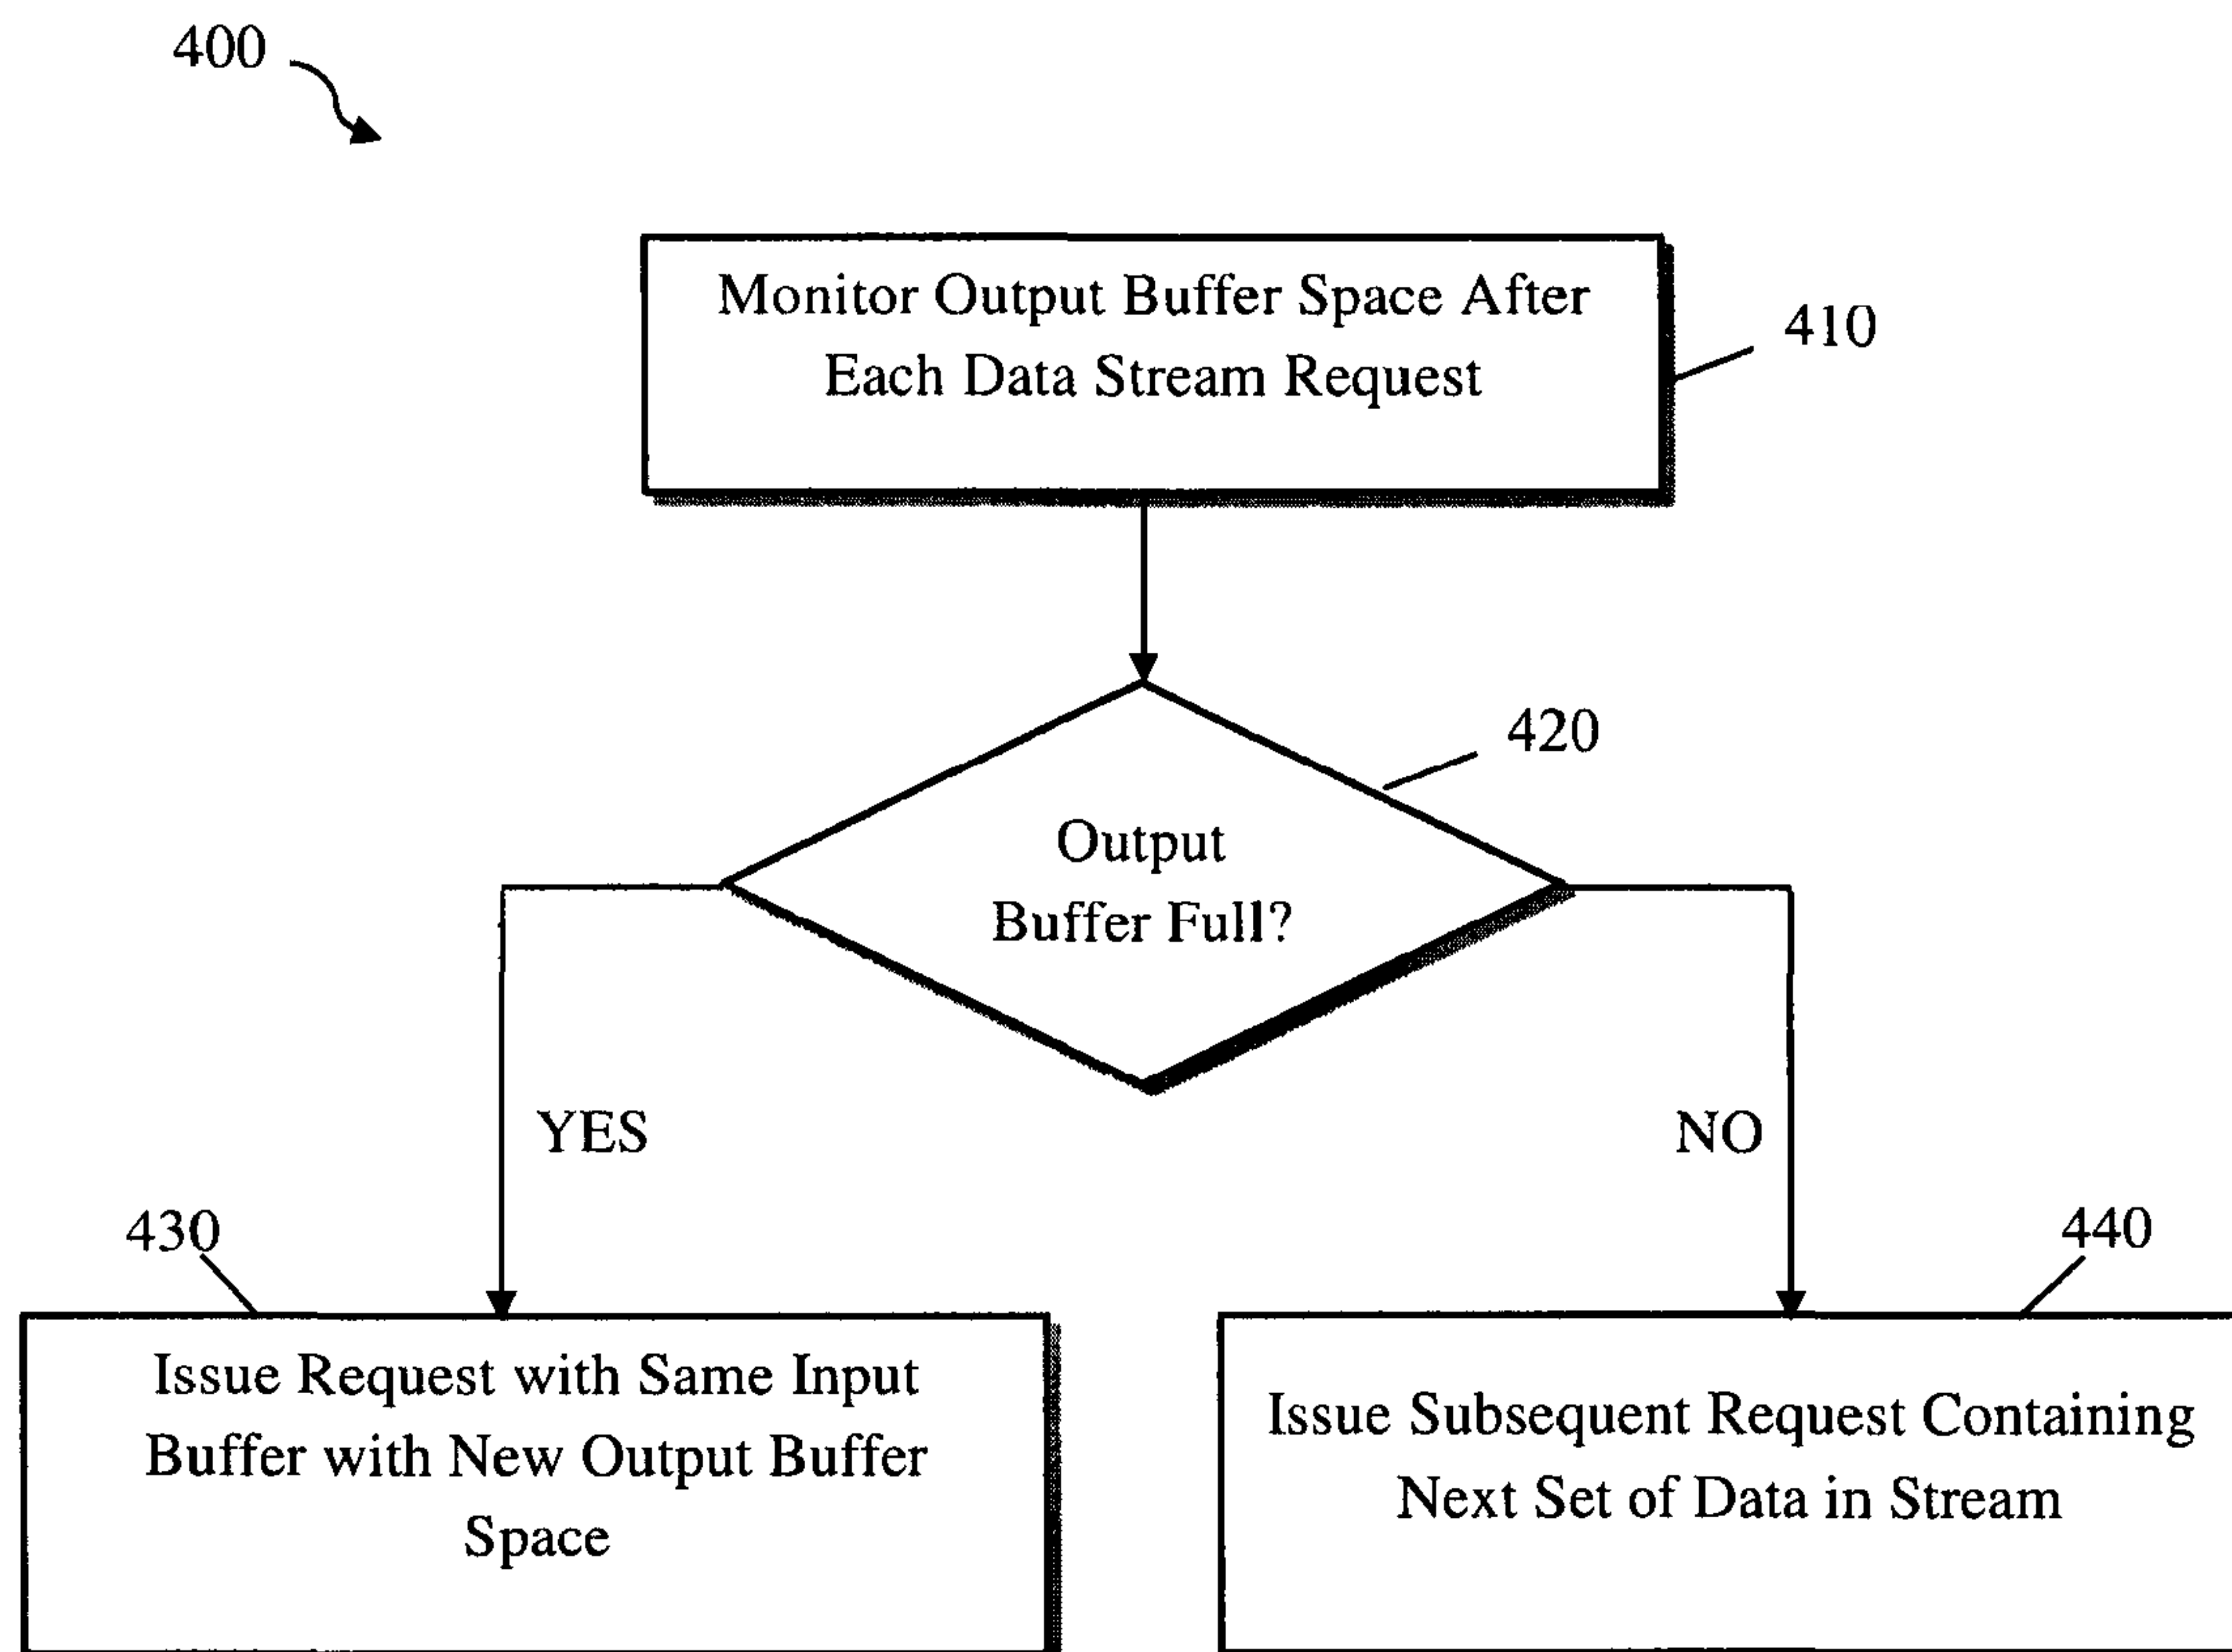 400
Monitor Output Buffer Space After
Each Data Stream Request
410
420
Output
Buffer Full?
YES
NO
430
440
Issue Request with Same Input
Buffer with New Output Buffer
Space
Issue Subsequent Request Containing
Next Set of Data in Stream